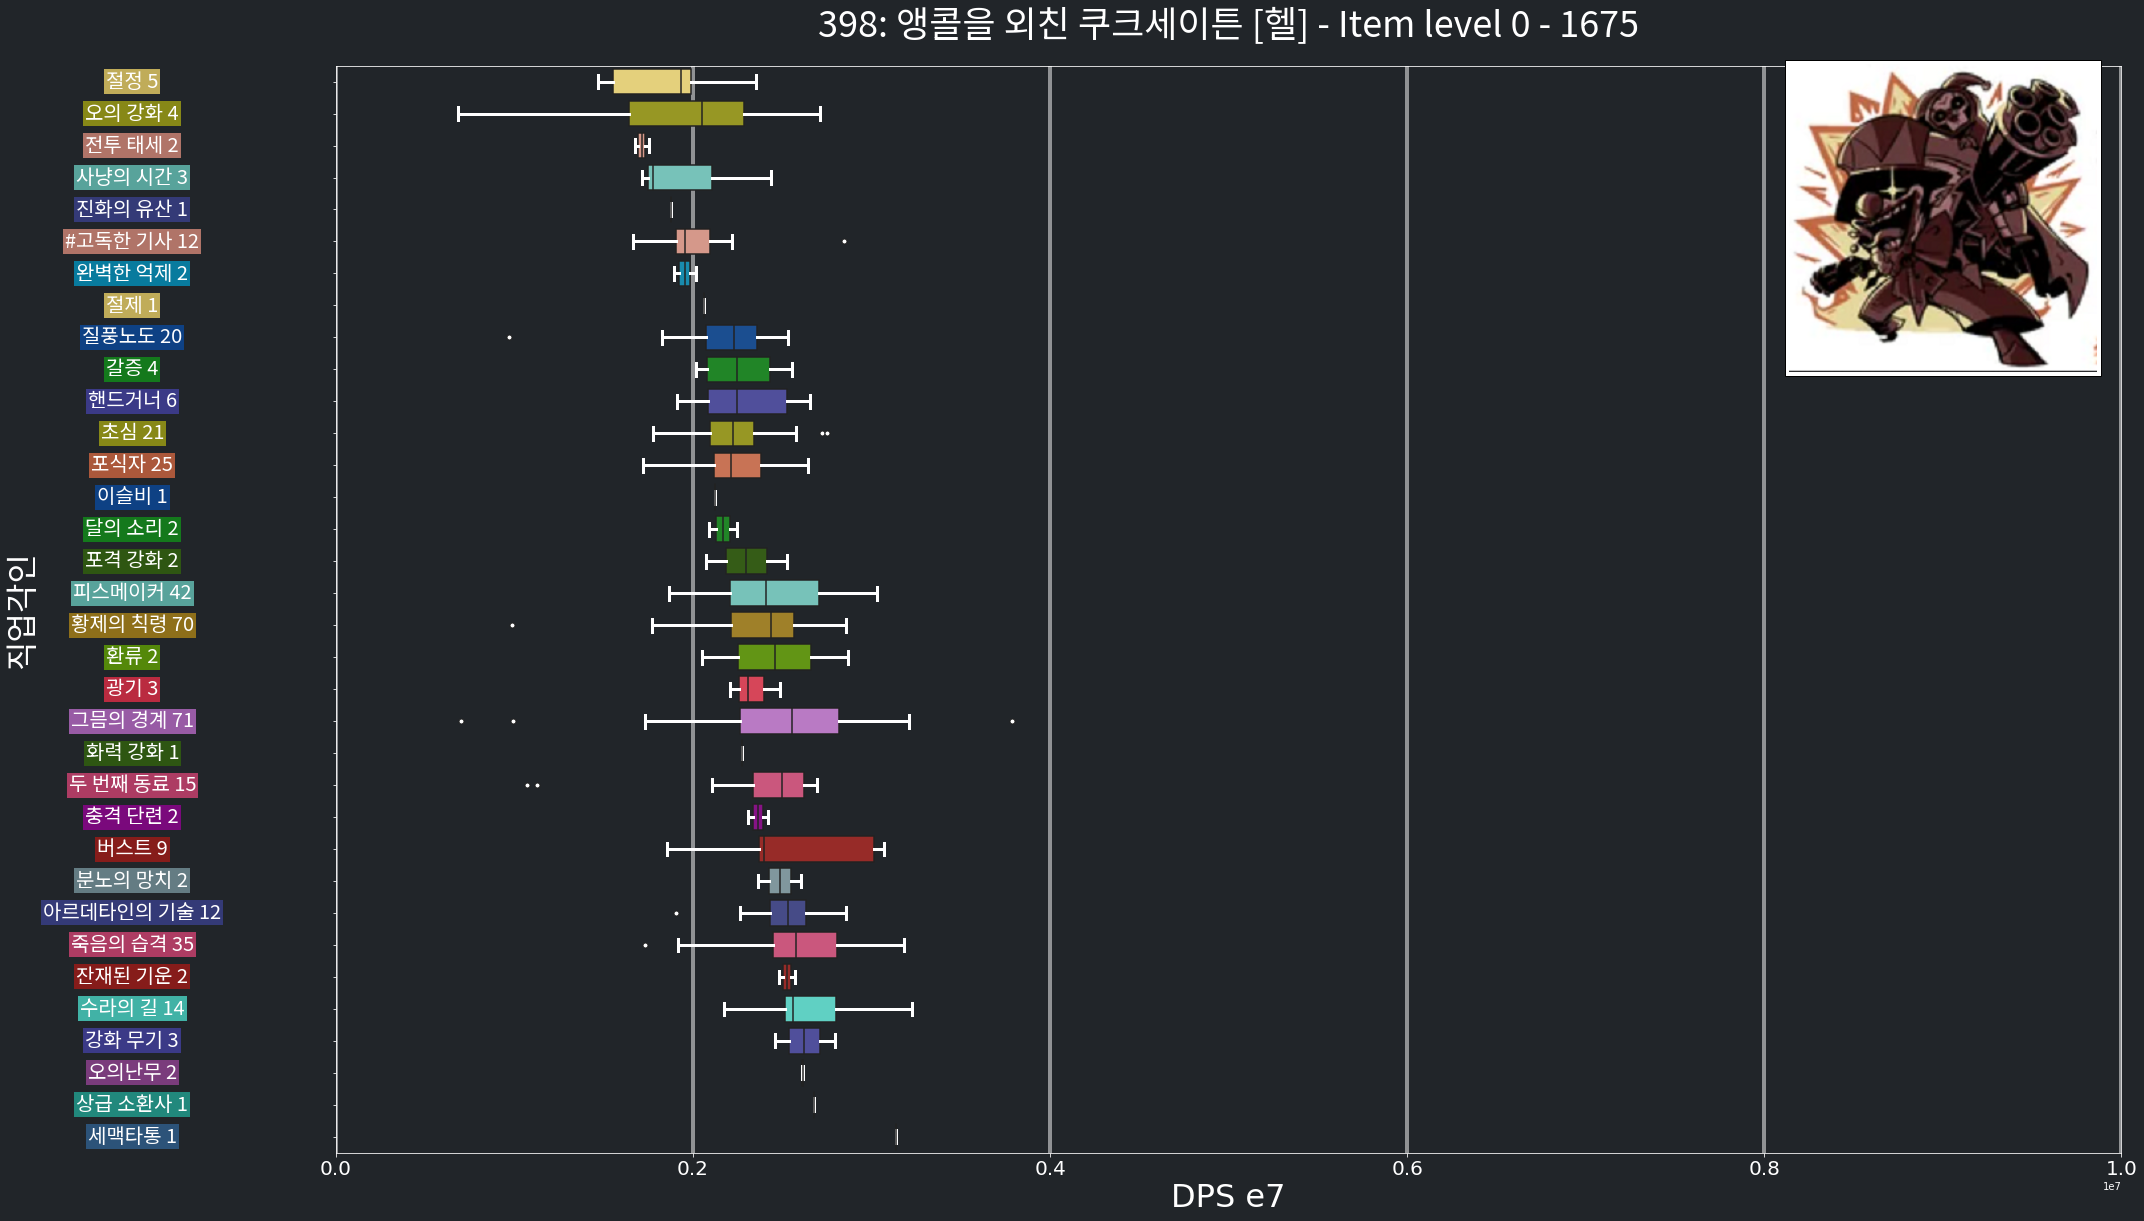 398: 앵콜을 외친 쿠크세이튼 [헬] - Item level 0 - 1675
직업각인
절정 5
오의 강화 4
전투 태세 2
사냥의 시간 3
진화의 유산 1
#고독한 기사 12
완벽한 억제 2
절제 1
질풍노도 20
갈증 4
핸드거너 6
초심 21
포식자 25
이슬비 1
달의 소리 2
포격 강화 2
피스메이커 42
황제의 칙령 70
환류 2
광기 3
그믐의 경계 71
화력 강화 1
두 번째 동료 15
충격 단련 2
버스트 9
분노의 망치 2
아르데타인의 기술 12
죽음의 습격 35
잔재된 기운 2
수라의 길 14
강화 무기 3
오의난무 2
상급 소환사 1
세맥타통 1
0.0 0.2 0.4 0.6 0.8 1.0
1e7
DPS e7